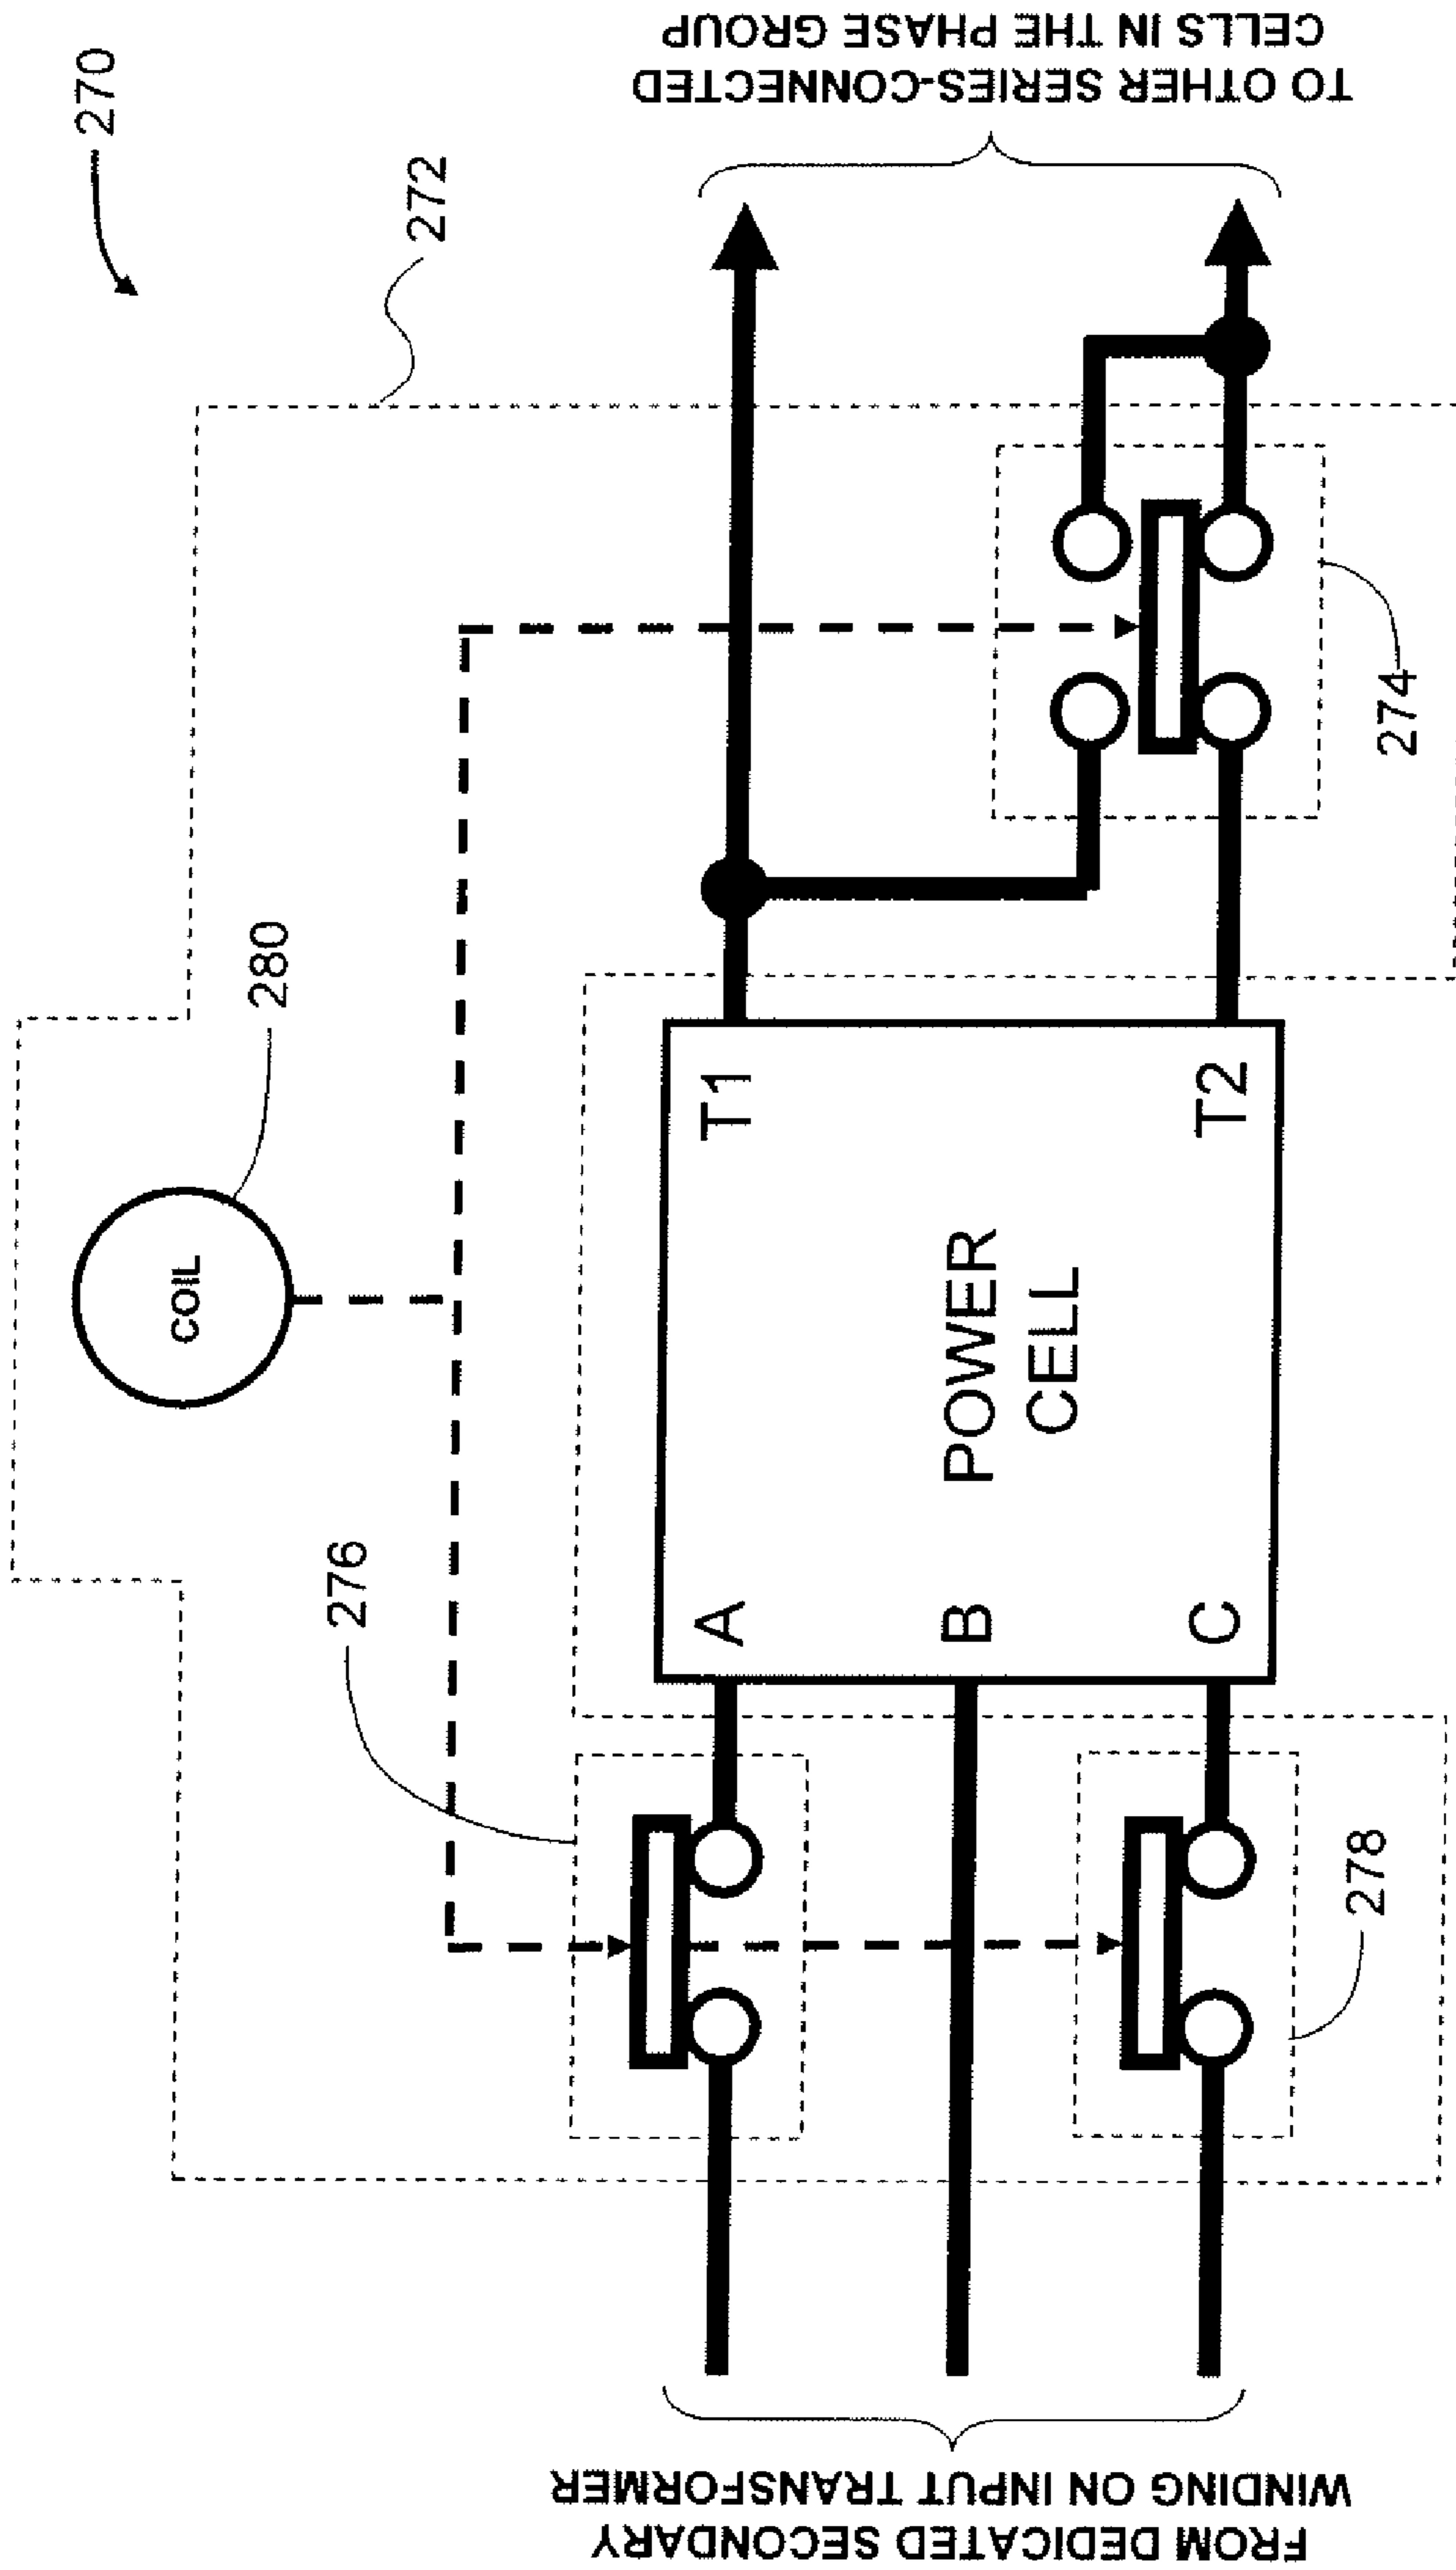 270
272
COIL
280
276
A
B
C
POWER
CELL
T1
T2
274
278
FROM DEDICATED SECONDARY
WINDING ON INPUT TRANSFORMER
TO OTHER SERIES-CONNECTED
CELLS IN THE PHASE GROUP